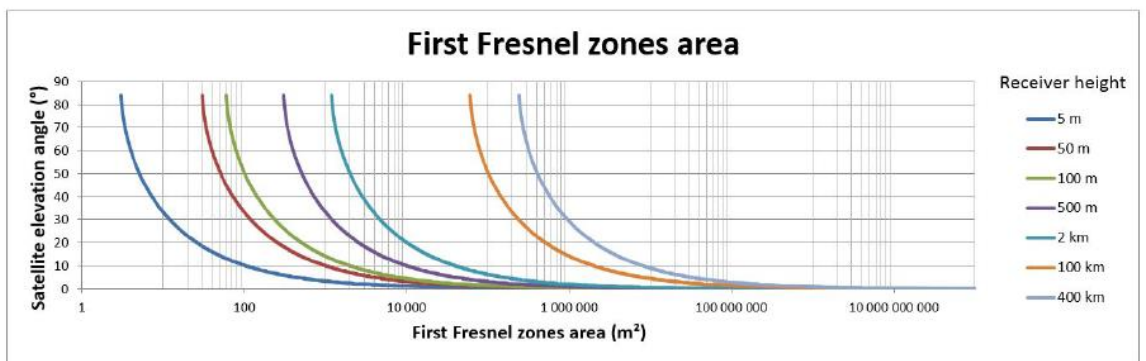 First Fresnel zones area
Satellite elevation angle (°)
90
80
70
60
50
40
30
20
10
0
1
100
10 000
1 000 000
100 000 000
10 000 000 000
First Fresnel zones area (m²)
Receiver height
5 m
50 m
100 m
500 m
2 km
100 km
400 km